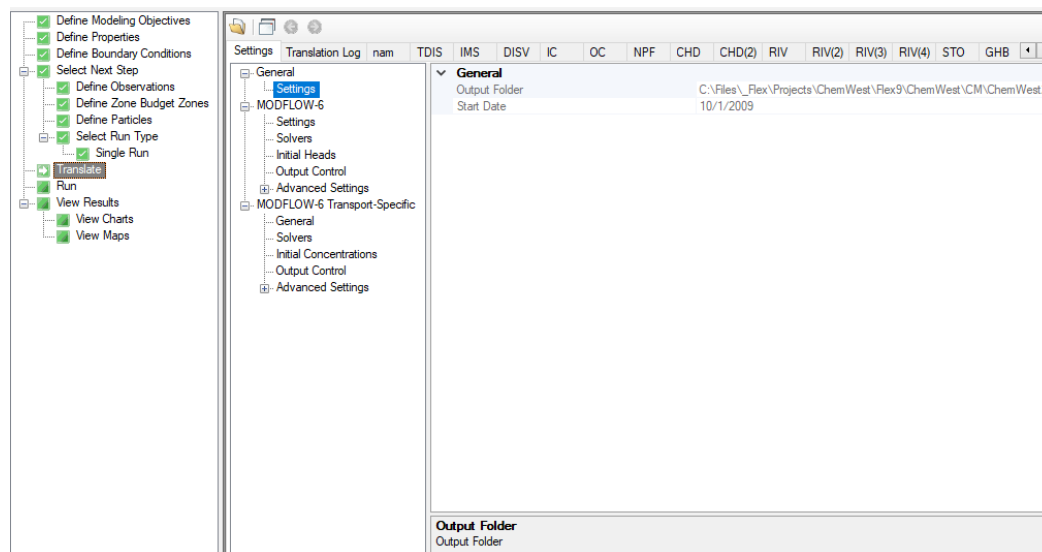 Define Modeling Objectives
Define Properties
Define Boundary Conditions
Select Next Step
Define Observations
Define Zone Budget Zones
Define Particles
Select Run Type
Single Run
Translate
Run
View Results
View Charts
View Maps
Settings Translation Log nam TDIS IMS DISV IC OC NPF CHD CHD(2) RIV RIV(2) RIV(3) RIV(4) STO GHB
General
Settings
MODFLOW-6
Settings
Solvers
Initial Heads
Output Control
Advanced Settings
MODFLOW-6 Transport-Specific
General
Solvers
Initial Concentrations
Output Control
Advanced Settings
General
Output Folder C:\Files\_Flex\Projects\ChemWest\Flex9\ChemWest\CM\ChemWest
Start Date 10/1/2009
Output Folder
Output Folder